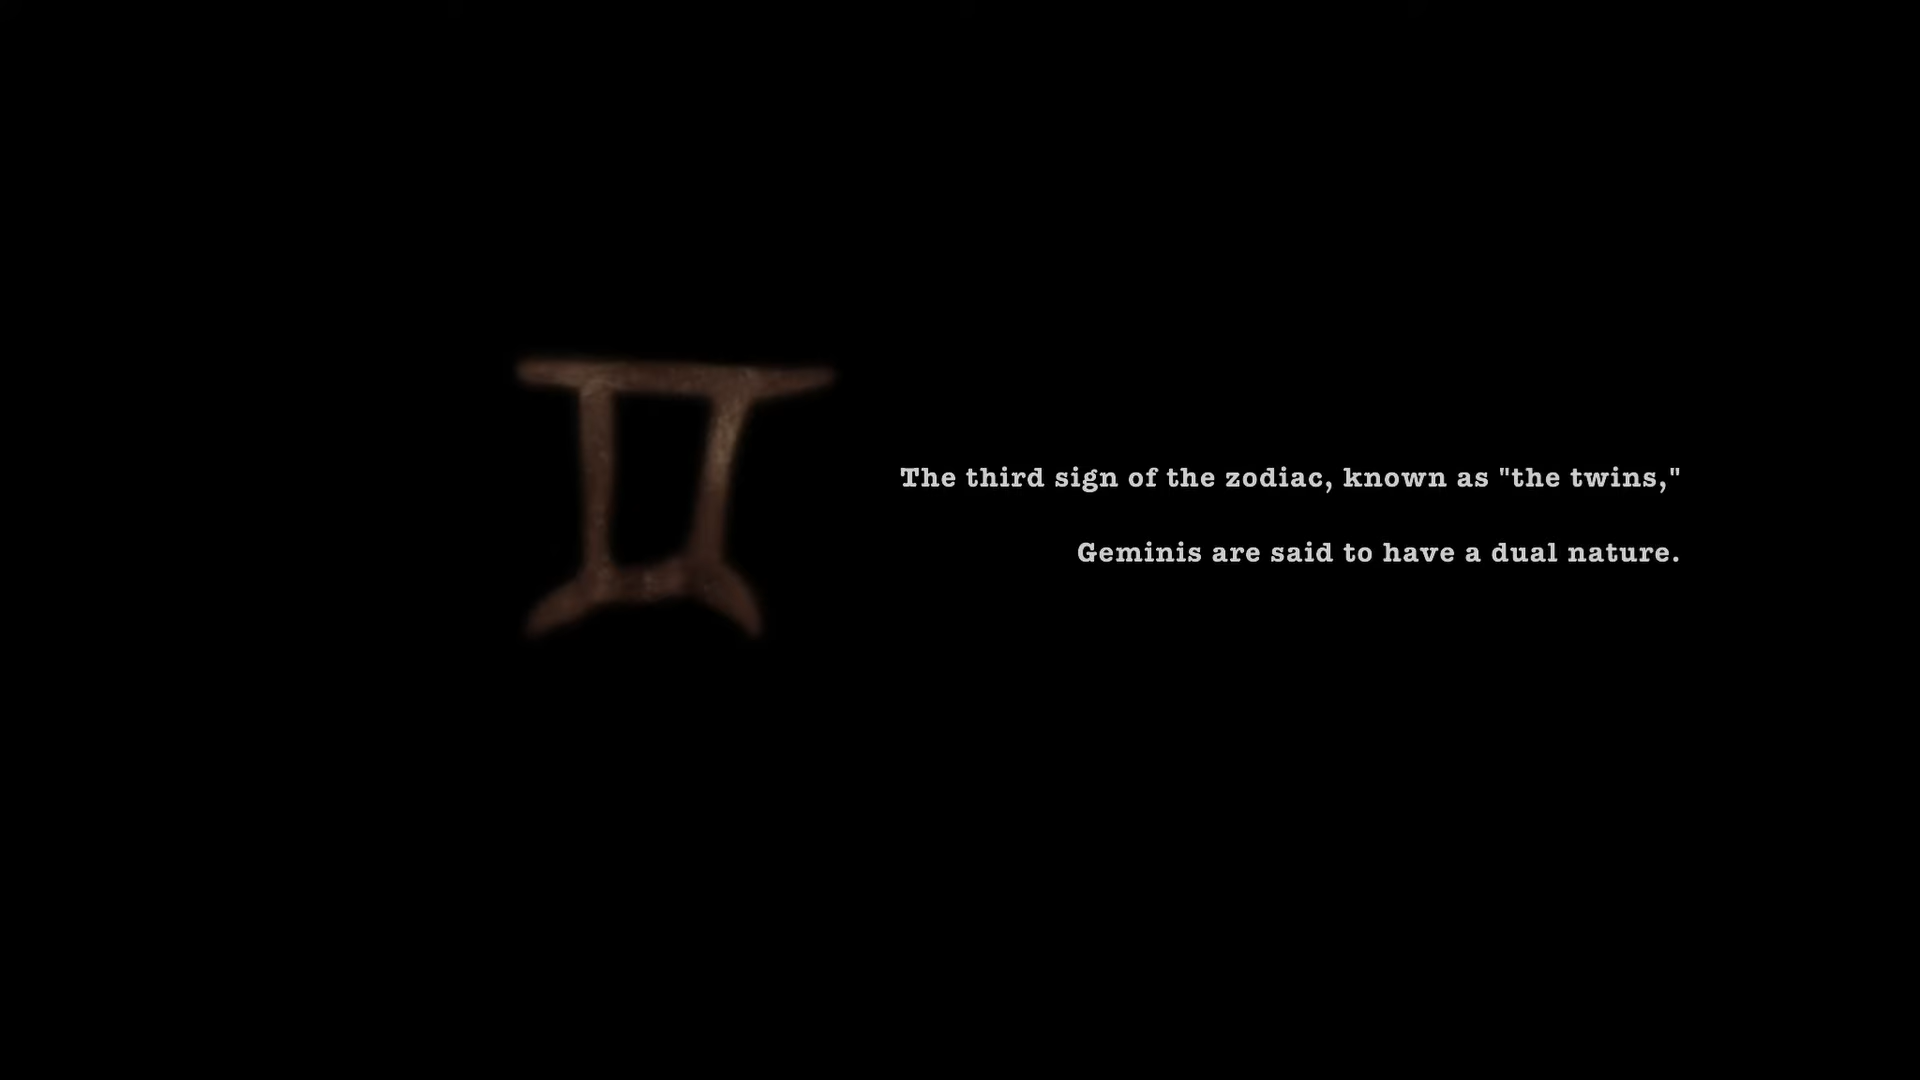 The third sign of the zodiac, known as "the twins,"
Geminis are said to have a dual nature.